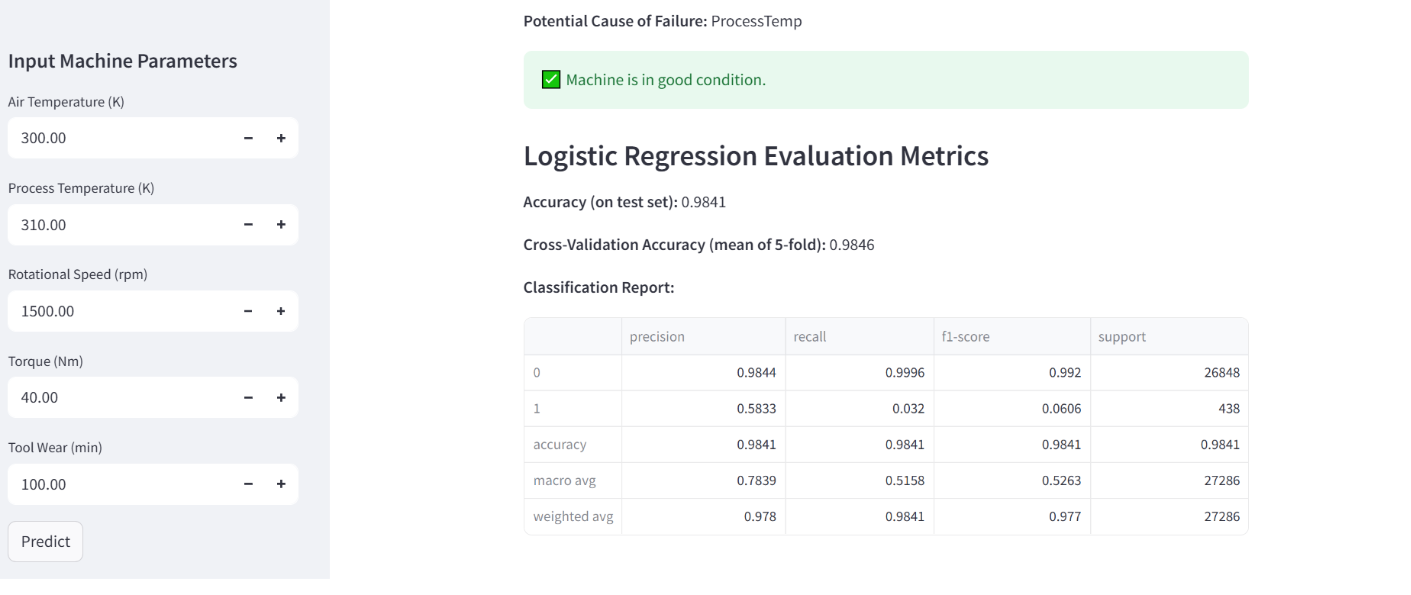 Input Machine Parameters
Air Temperature (K)
300.00
Process Temperature (K)
310.00
Rotational Speed (rpm)
1500.00
Torque (Nm)
40.00
Tool Wear (min)
100.00
Predict
Potential Cause of Failure: ProcessTemp
Machine is in good condition.
Logistic Regression Evaluation Metrics
Accuracy (on test set): 0.9841
Cross-Validation Accuracy (mean of 5-fold): 0.9846
Classification Report:
precision recall f1-score support
0 0.9844 0.9996 0.992 26848
1 0.5833 0.032 0.0606 438
accuracy 0.9841 0.9841 0.9841 0.9841
macro avg 0.7839 0.5158 0.5263 27286
weighted avg 0.978 0.9841 0.977 27286